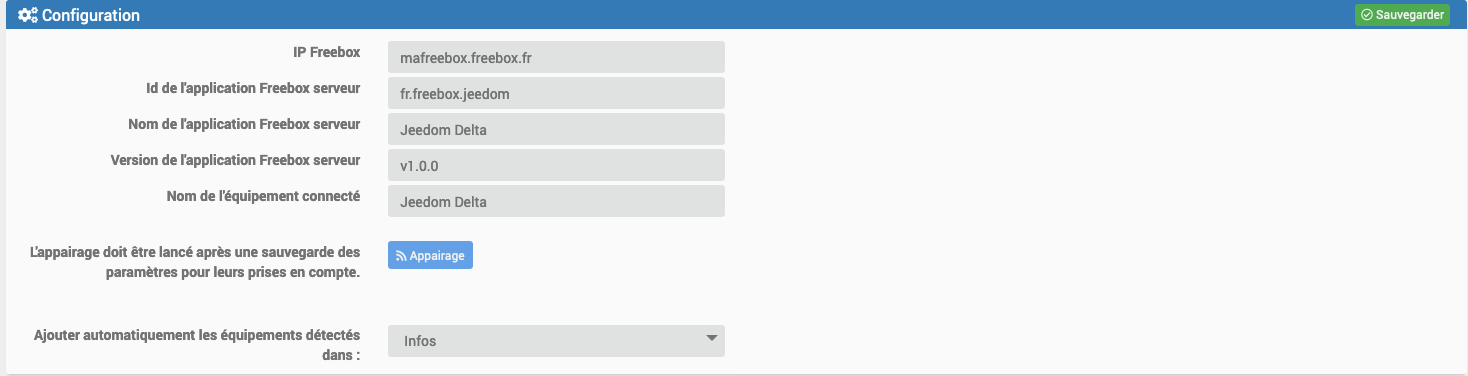 Configuration
Sauvegarder
IP Freebox
mafreebox.freebox.fr
Id de l'application Freebox serveur
fr.freebox.jeedom
Nom de l'application Freebox serveur
Jeedom Delta
Version de l'application Freebox serveur
v1.0.0
Nom de l'équipement connecté
Jeedom Delta
L'appairage doit être lancé après une sauvegarde des
paramètres pour leurs prises en compte.
Appairage
Ajouter automatiquement les équipements détectés
dans :
Infos